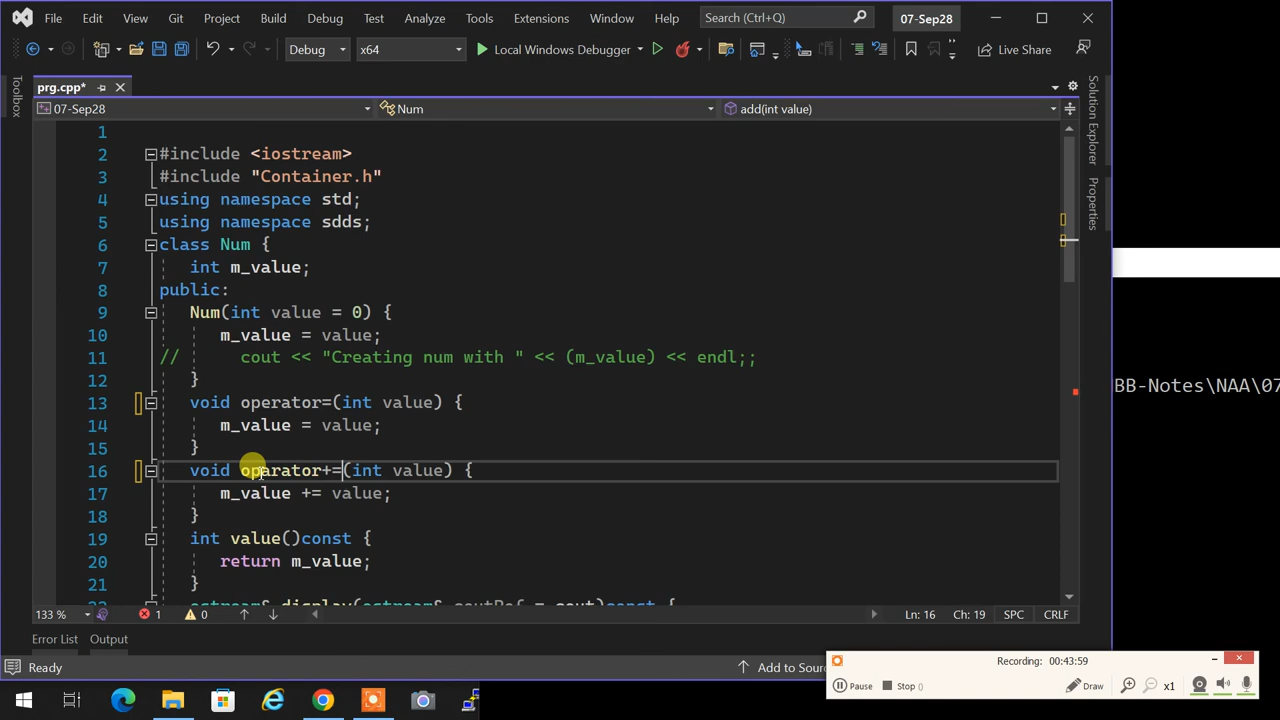 File Edit View Git Project Build Debug Test Analyze Tools Extensions Window Help Search (Ctrl+Q) 07-Sep28
Debug x64 Local Windows Debugger Live Share
prg.cpp*
07-Sep28 Num add(int value)
Toolbox
Solution Explorer
Properties
1
2 #include <iostream>
3 #include "Container.h"
4 using namespace std;
5 using namespace sdds;
6 class Num {
7 int m_value;
8 public:
9 Num(int value = 0) {
10 m_value = value;
11 // cout << "Creating num with " << (m_value) << endl;;
12 }
13 void operator=(int value) {
14 m_value = value;
15 }
16 void oparator+=(int value) {
17 m_value += value;
18 }
19 int value()const {
20 return m_value;
21 }
BB-Notes\NAA\07
133 % 1 0 Ln: 16 Ch: 19 SPC CRLF
Error List Output
Ready Add to Sour
Recording: 00:43:59
Pause Stop () Draw x1